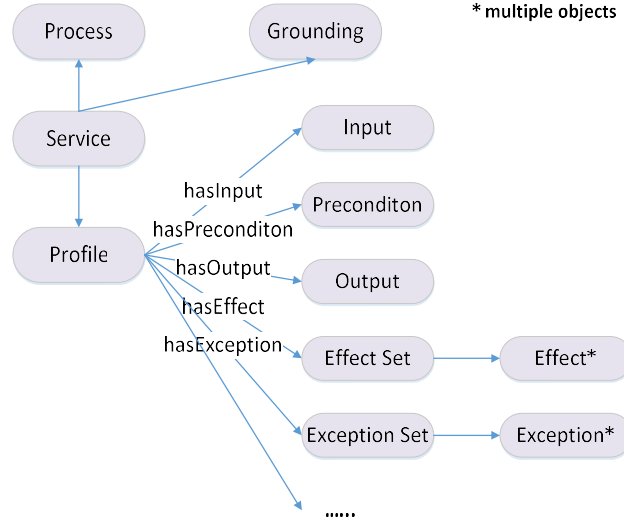 Process
Grounding
* multiple objects
Service
Input
hasInput
Preconditon
hasPreconditon
Profile
hasOutput
Output
hasEffect
hasException
Effect Set
Effect*
Exception Set
Exception*
......